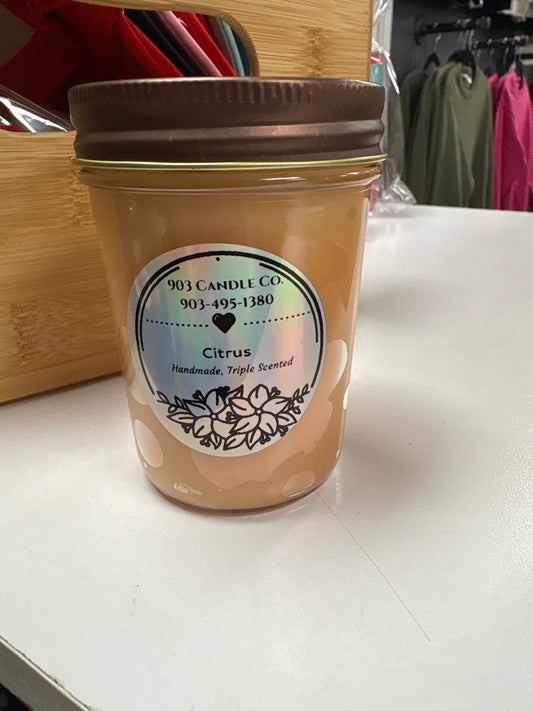 903 Candle Co.
903-495-1380
Citrus
Handmade, Triple Scented